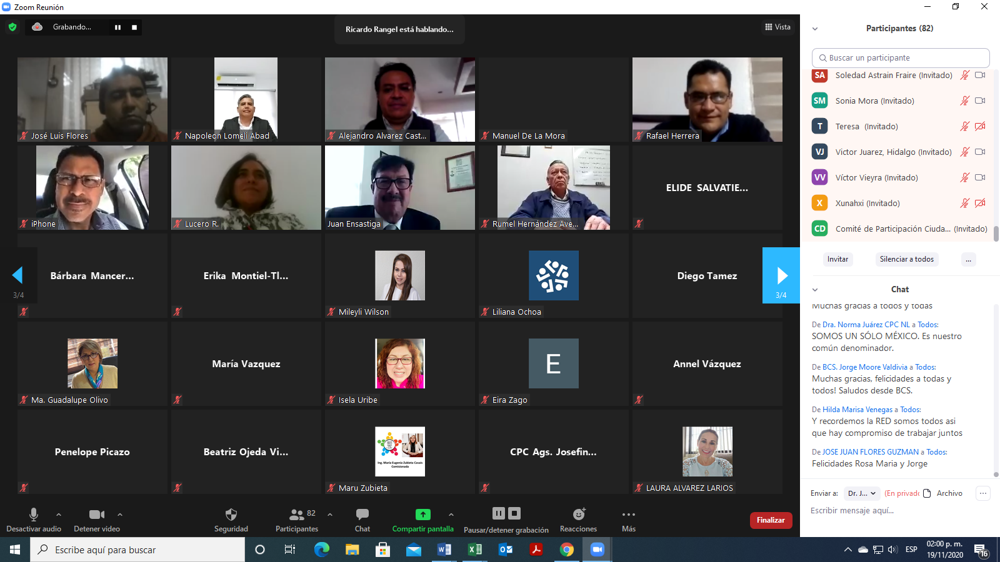 Zoom Reunión
Grabando...
Ricardo Rangel está hablando...
Vista
José Luis Flores
Napoleon Lomelí Abad
Alejandro Alvarez Cast...
Manuel De La Mora
Rafael Herrera
iPhone
Lucero R.
Juan Ensastiga
Rumel Hernández Ave...
ELIDE SALVATIE...
Bárbara Mancer...
Erika Montiel-Tl...
Mileyli Wilson
Liliana Ochoa
Diego Tamez
3/4
3/4
Ma. Guadalupe Olivo
María Vazquez
Isela Uribe
E
Eira Zago
Annel Vázquez
Penelope Picazo
Beatriz Ojeda Vi...
Ing. María Eugenia Zubieta Casais
Comisionada
Maru Zubieta
CPC Ags. Josefin...
LAURA ALVAREZ LARIOS
Desactivar audio
Detener video
Seguridad
82
Participantes
Chat
Compartir pantalla
Pausar/detener grabación
Reacciones
Más
Finalizar
Participantes (82)
Buscar un participante
SA Soledad Astrain Fraire (Invitado)
SM Sonia Mora (Invitado)
T Teresa (Invitado)
VJ Victor Juarez, Hidalgo (Invitado)
VV Víctor Vieyra (Invitado)
X Xunahxi (Invitado)
CD Comité de Participación Ciuda... (Invitado)
Invitar
Silenciar a todos
...
Chat
Muchas gracias a todos y todas
De Dra. Norma Juárez CPC NL a Todos:
SOMOS UN SÓLO MÉXICO. Es nuestro
común denominador.
De BCS. Jorge Moore Valdivia a Todos:
Muchas gracias, felicidades a todas y
todos! Saludos desde BCS.
De Hilda Marisa Venegas a Todos:
Y recordemos la RED somos todos asi
que hay compromiso de trabajar juntos
De JOSE JUAN FLORES GUZMAN a Todos:
Felicidades Rosa Maria y Jorge
Enviar a: Dr. J... (En privado Archivo
Escribir mensaje aquí...
Escribe aquí para buscar
ESP
02:00 p. m.
19/11/2020
16